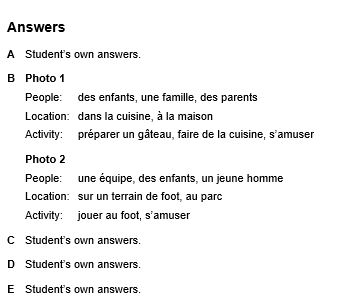 Answers
A Student's own answers.
B Photo 1
People: des enfants, une famille, des parents
Location: dans la cuisine, à la maison
Activity: préparer un gâteau, faire de la cuisine, s'amuser
Photo 2
People: une équipe, des enfants, un jeune homme
Location: sur un terrain de foot, au parc
Activity: jouer au foot, s'amuser
C Student's own answers.
D Student's own answers.
E Student's own answers.